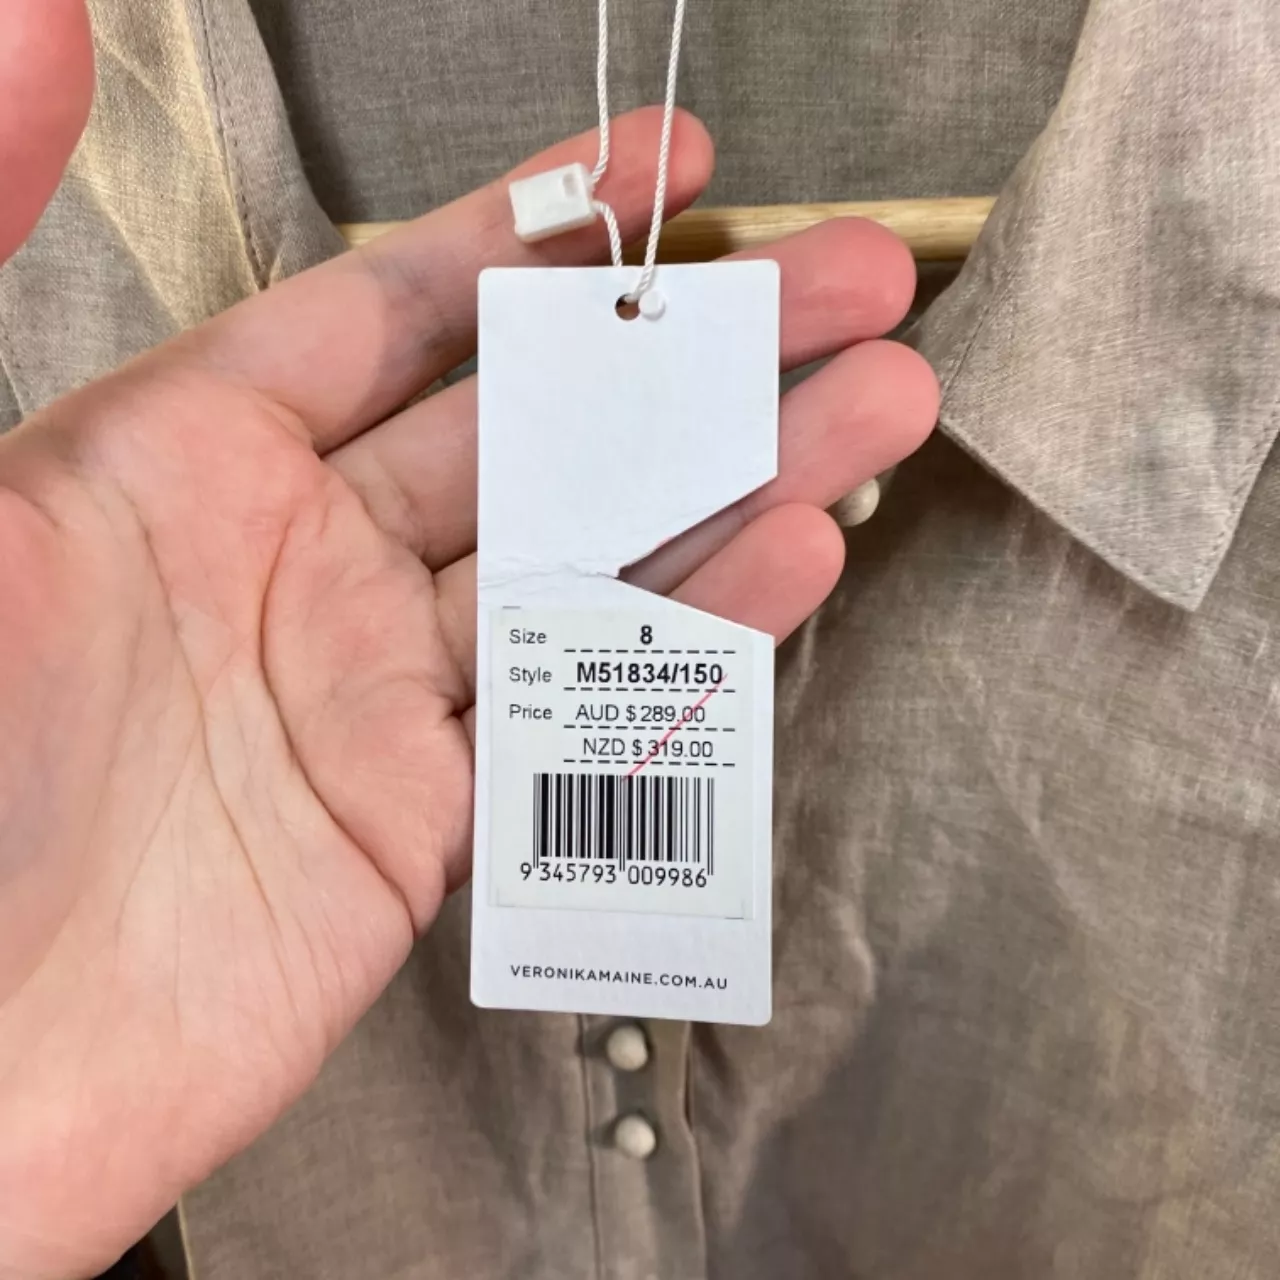 Size 8
Style M51834/150
Price AUD $289.00
NZD $319.00
9 345793 009986
VERONIKAMAINE.COM.AU